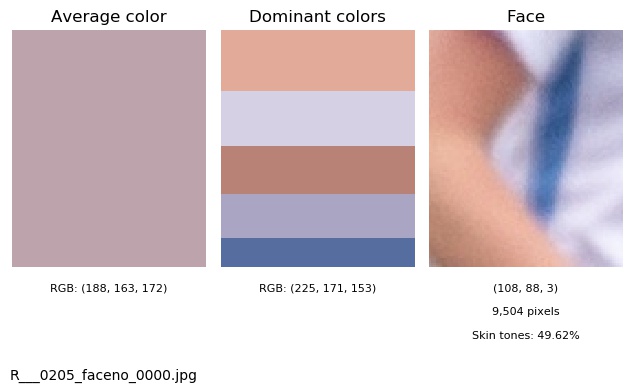 Average color
Dominant colors
Face
RGB: (188, 163, 172)
RGB: (225, 171, 153)
(108, 88, 3)
9,504 pixels
Skin tones: 49.62%
R___0205_faceno_0000.jpg